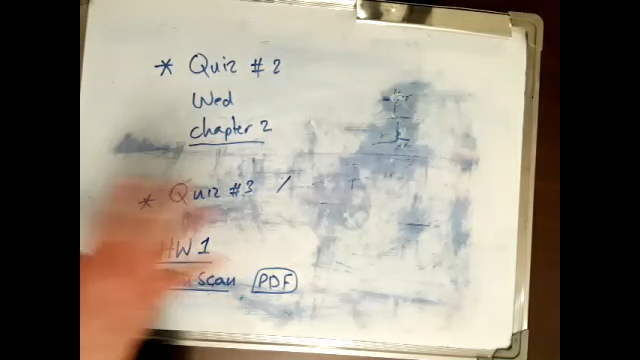 * Quiz #2
Wed
chapter 2
* Quiz #3 /
HW 1
Scan PDF